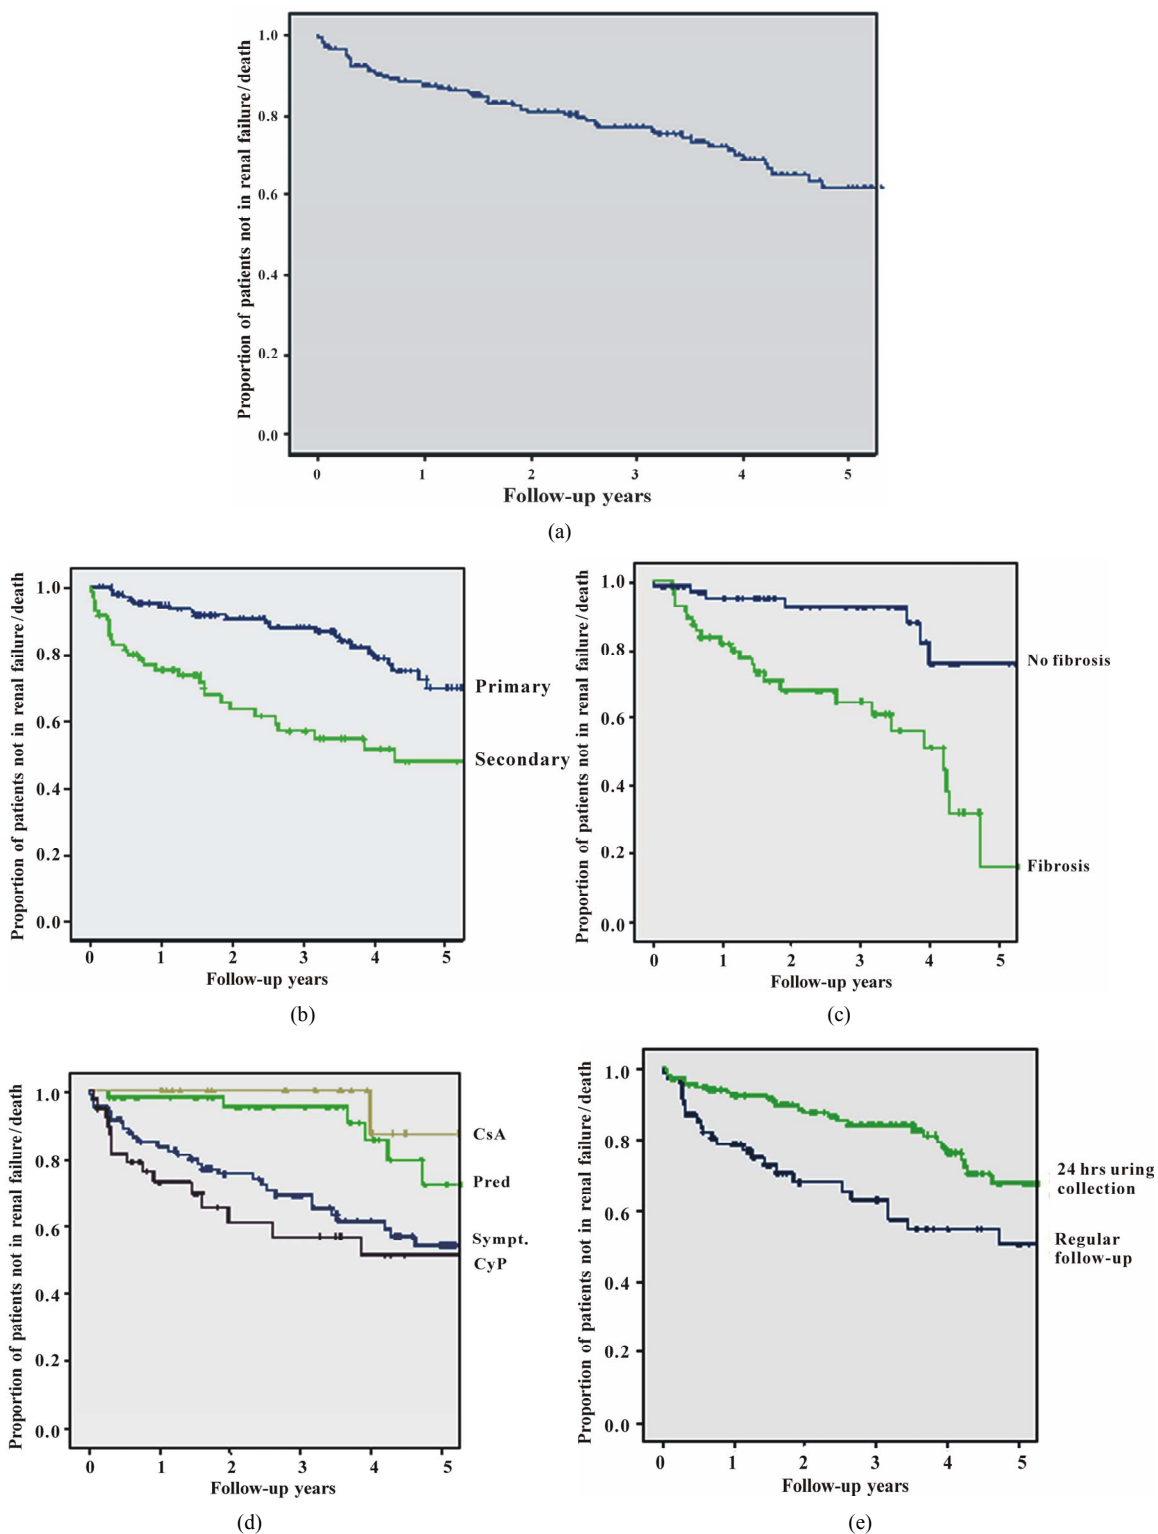 Proportion of patients not in renal failure/death
1.0
0.8
0.6
0.4
0.2
0.0
0 1 2 3 4 5
Follow-up years
(a)
Proportion of patients not in renal failure/death
1.0
0.8
0.6
0.4
0.2
0.0
Primary
Secondary
0 1 2 3 4 5
Follow-up years
(b)
Proportion of patients not in renal failure/death
1.0
0.8
0.6
0.4
0.2
0.0
No fibrosis
Fibrosis
0 1 2 3 4 5
Follow-up years
(c)
Proportion of patients not in renal failure/death
1.0
0.8
0.6
0.4
0.2
0.0
CsA
Pred
Sympt.
CyP
0 1 2 3 4 5
Follow-up years
(d)
Proportion of patients not in renal failure/death
1.0
0.8
0.6
0.4
0.2
0.0
24 hrs uring
collection
Regular
follow-up
0 1 2 3 4 5
Follow-up years
(e)